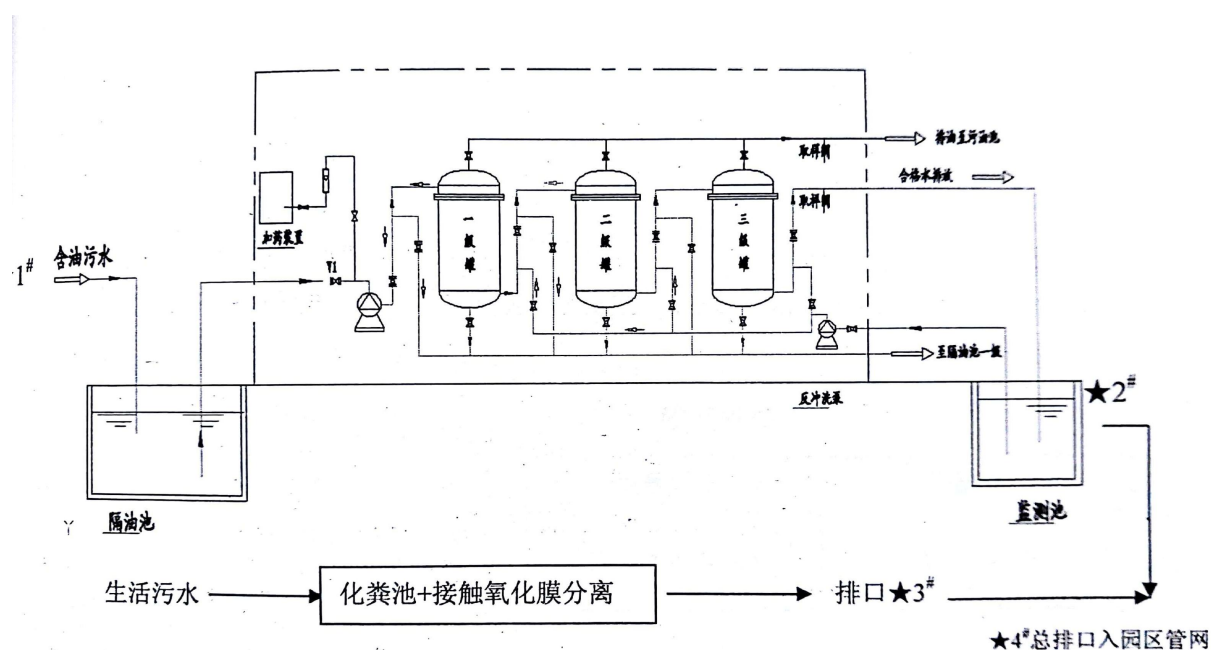 排油至污油池
取样阀
合格水排放
取样阀
加药装置
一级罐
二级罐
三级罐
1# 含油污水
V1
至隔油池一级
反冲洗泵
★2#
隔油池
监测池
生活污水
化粪池+接触氧化膜分离
排口★3#
★4#总排口入园区管网